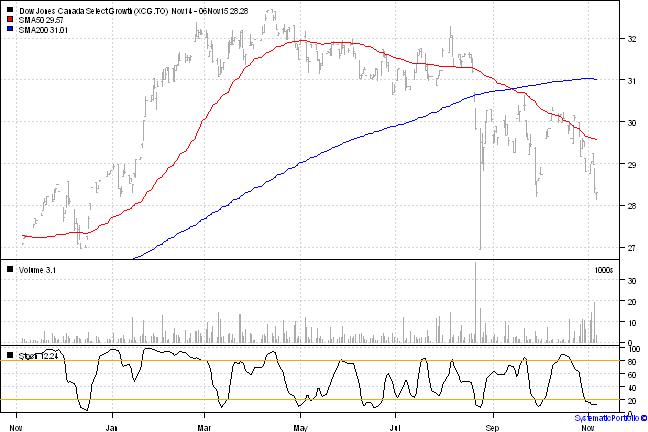 Dow Jones Canada Select Growth (XCG.TO) Nov14 - 06Nov15 28.28
SMA50 29.57
SMA200 31.01
32
31
30
29
28
27
Volume 3.1
1000s
30
20
10
0
Stoch 12.24
100
80
60
40
20
0
SystematicPortfolio ©
Nov Jan Mar May Jul Sep Nov